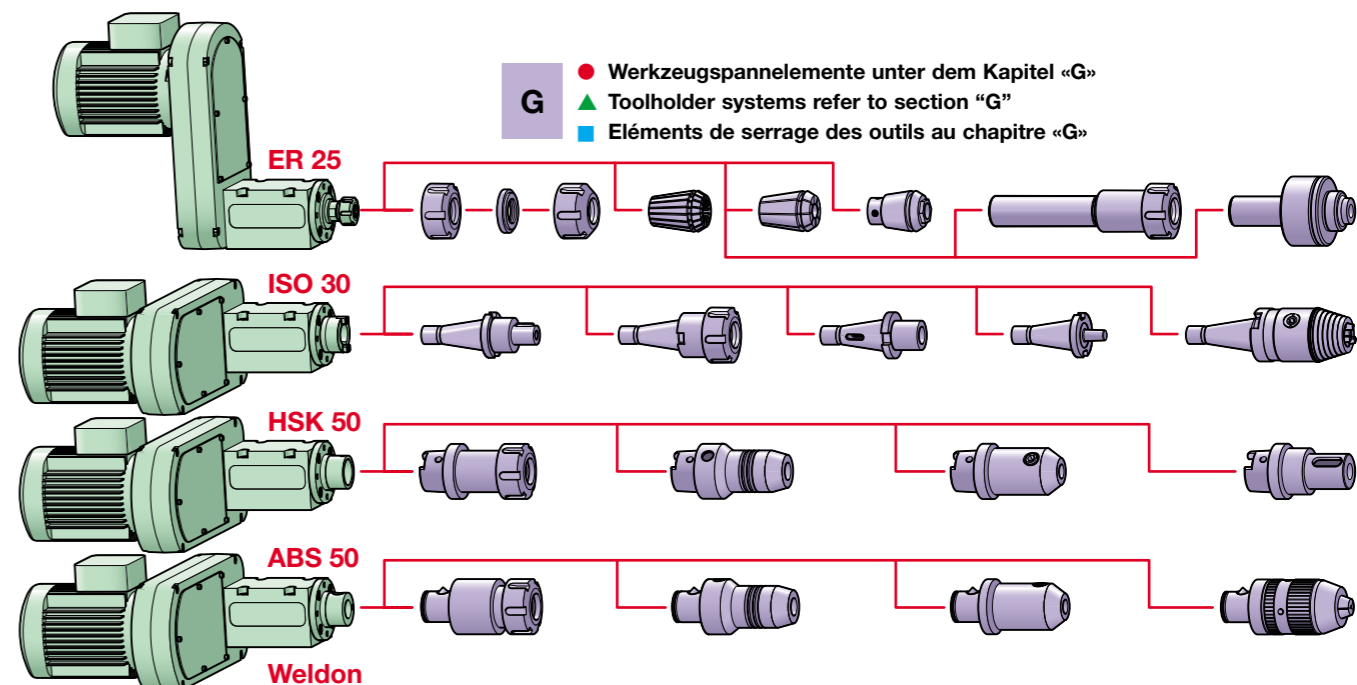 G
● Werkzeugspannelemente unter dem Kapitel «G»
▲ Toolholder systems refer to section “G”
■ Eléments de serrage des outils au chapitre «G»
ER 25
ISO 30
HSK 50
ABS 50
Weldon